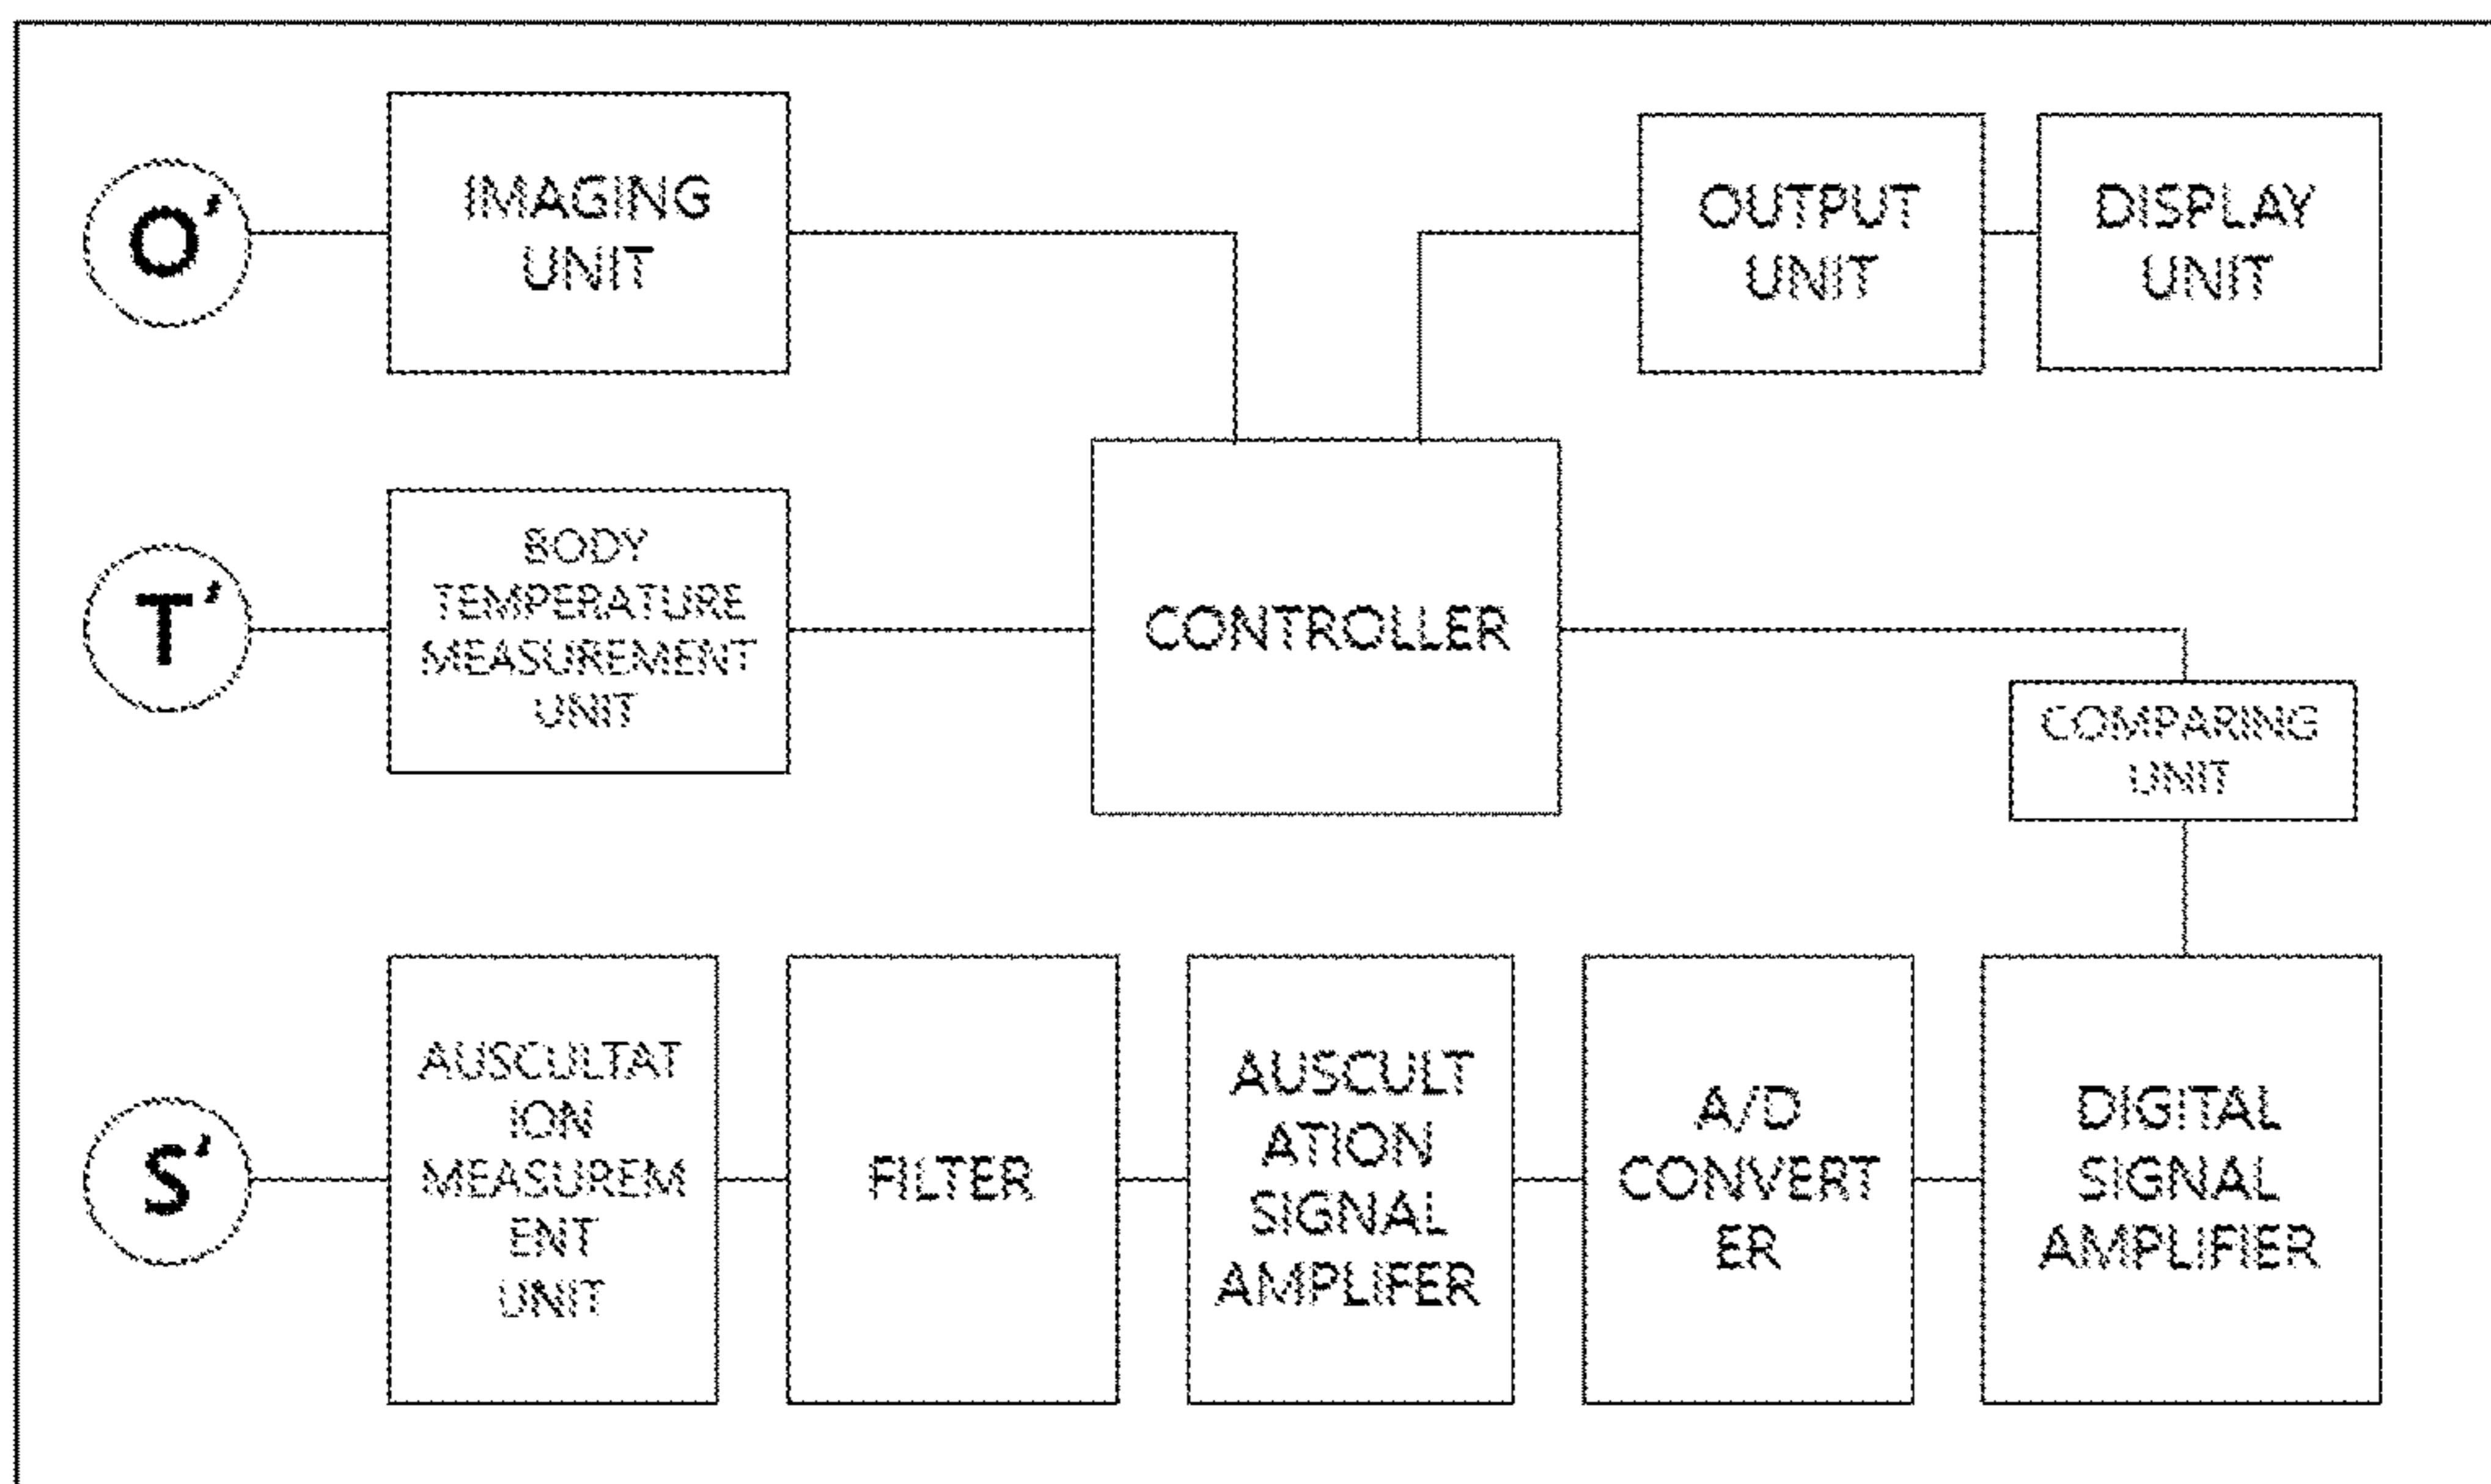 O'
IMAGING
UNIT
OUTPUT
UNIT
DISPLAY
UNIT
T'
BODY
TEMPERATURE
MEASUREMENT
UNIT
CONTROLLER
COMPARING
UNIT
S'
AUSCULTAT
ION
MEASUREM
ENT
UNIT
FILTER
AUSCULT
ATION
SIGNAL
AMPLIFER
A/D
CONVERT
ER
DIGITAL
SIGNAL
AMPLIFIER